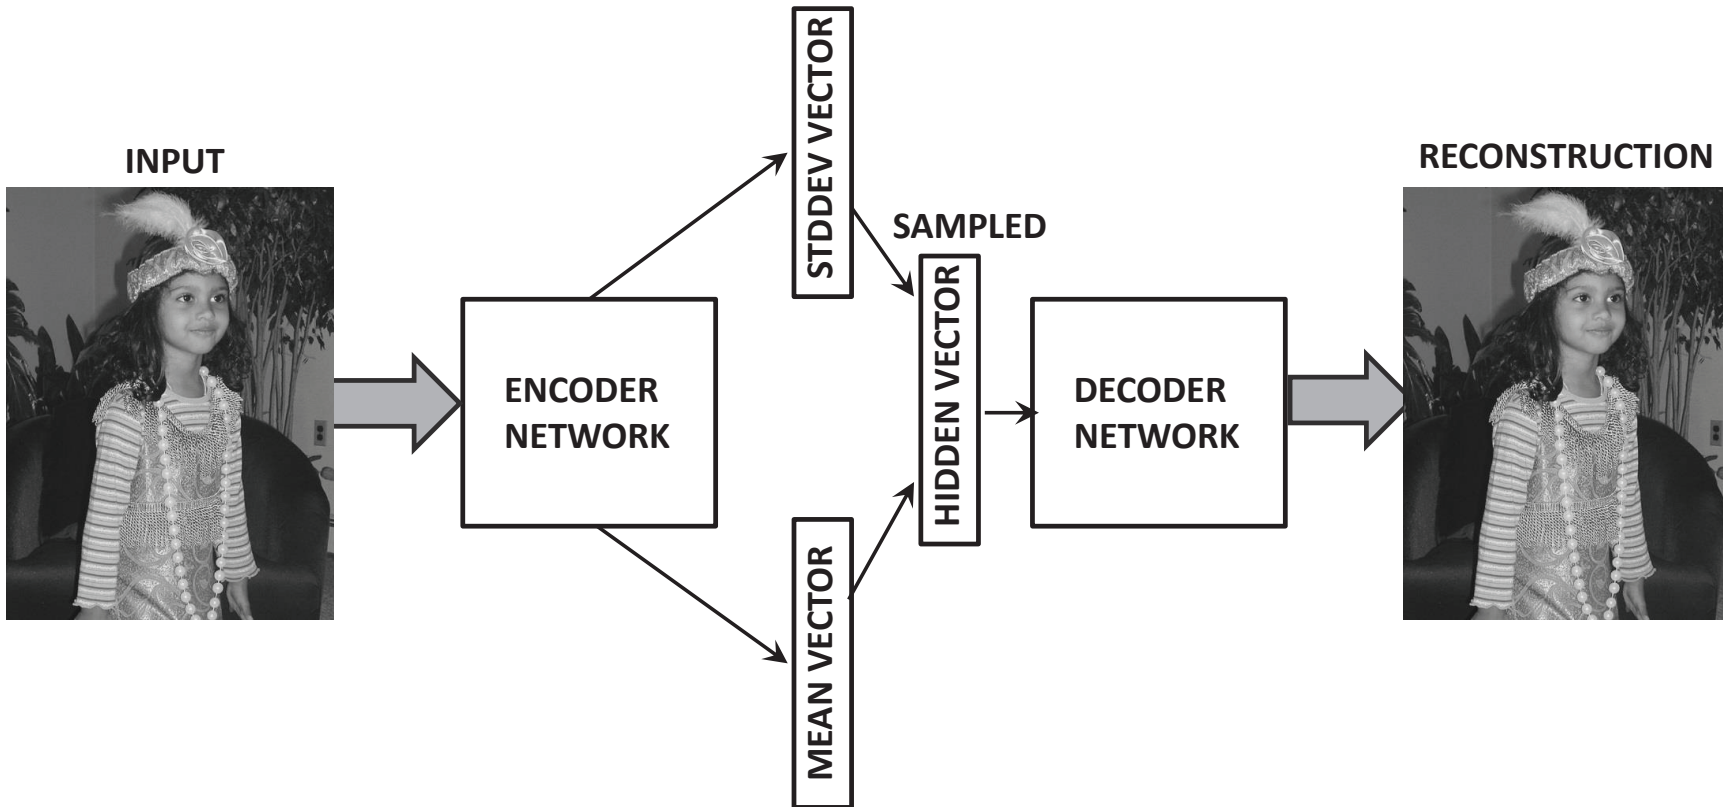 INPUT
ENCODER
NETWORK
STDDEV VECTOR
MEAN VECTOR
SAMPLED
HIDDEN VECTOR
DECODER
NETWORK
RECONSTRUCTION